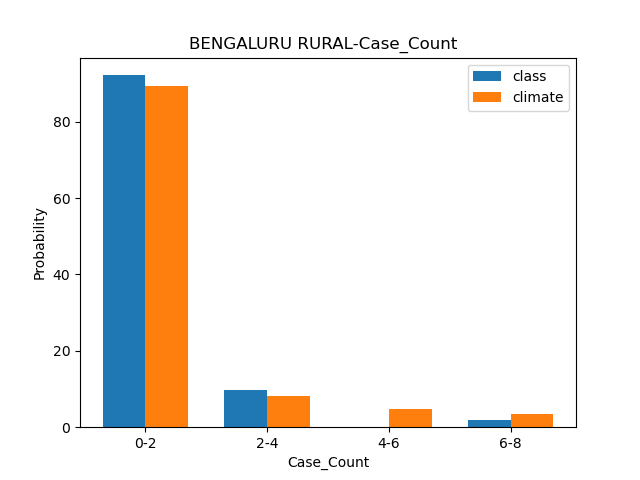 BENGALURU RURAL-Case_Count
class
climate
Probability
80
60
40
20
0
0-2 2-4 4-6 6-8
Case_Count